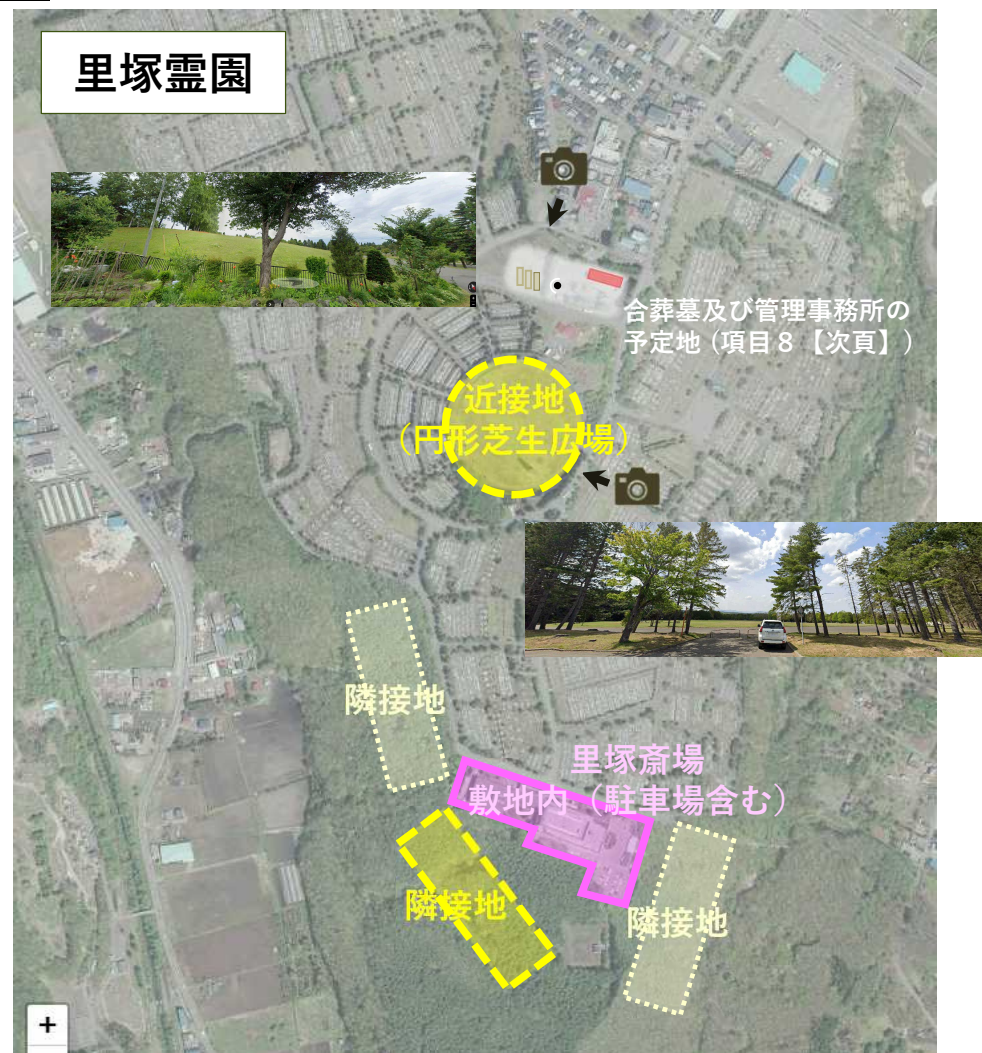 里塚霊園
合葬墓及び管理事務所の
予定地（項目８【次頁】）
近接地
（円形芝生広場）
隣接地
里塚斎場
敷地内（駐車場含む）
隣接地
隣接地
+